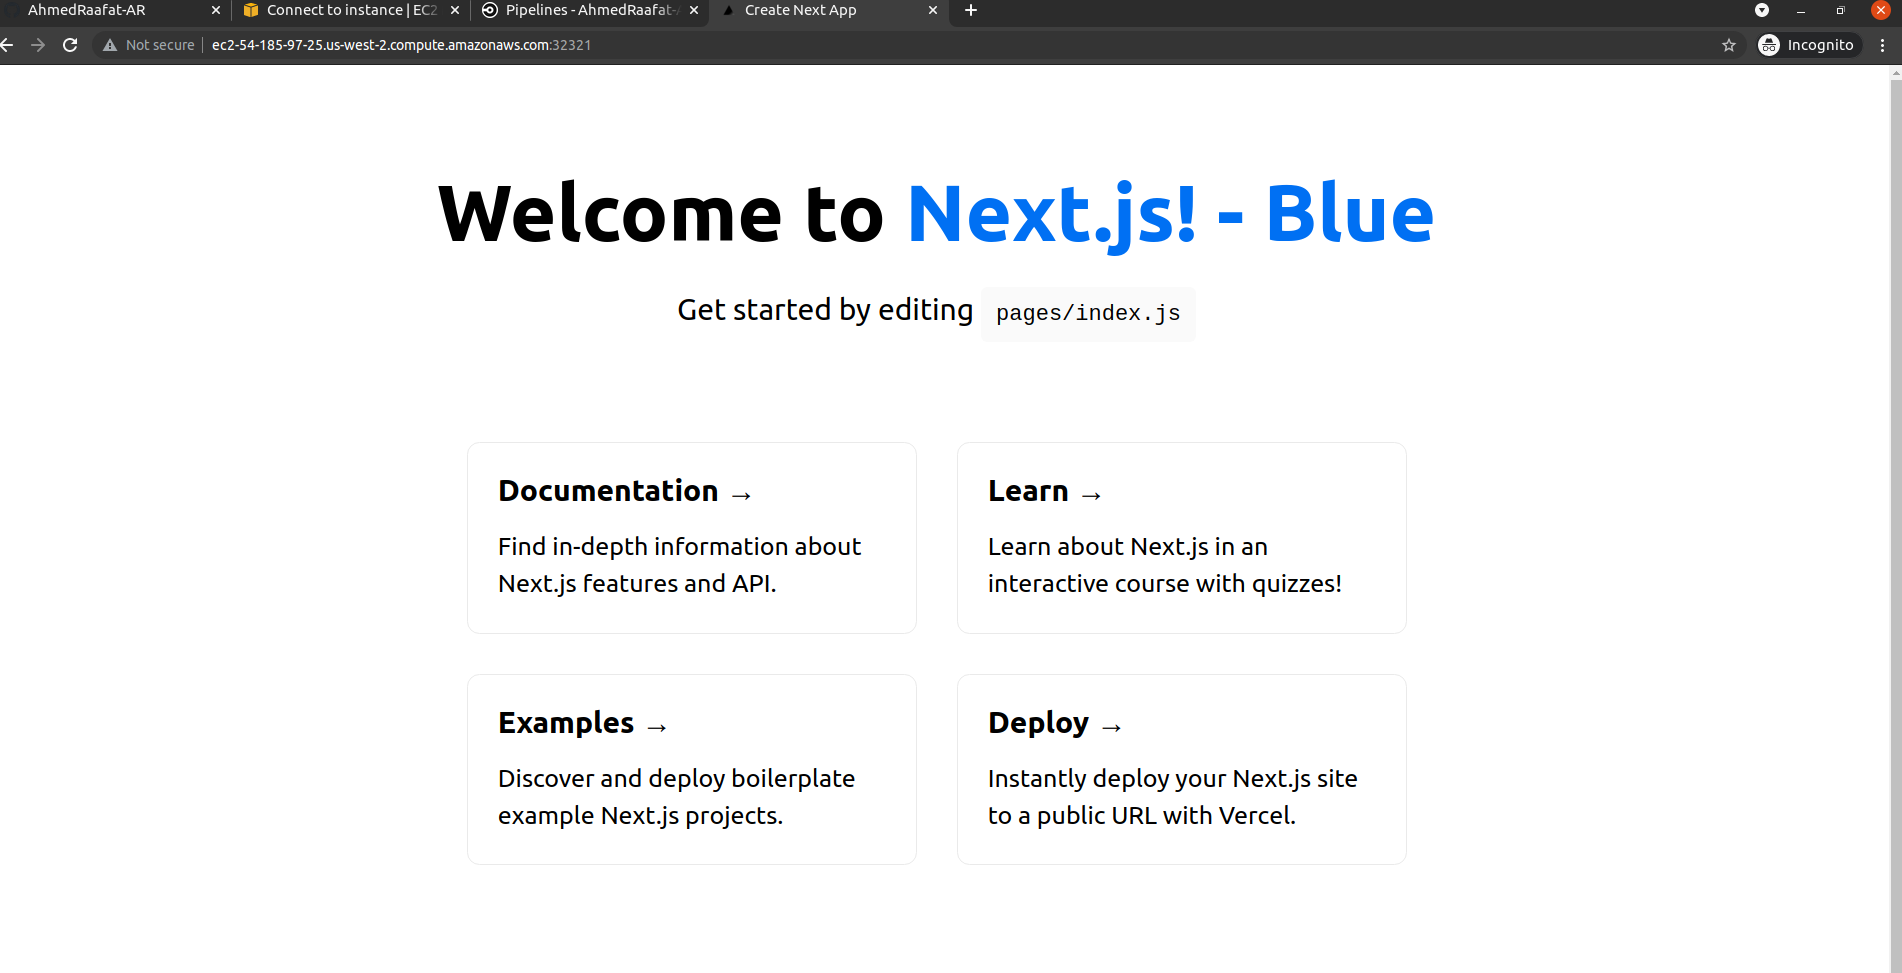 AhmedRaafat-AR
Connect to instance | EC2
Pipelines - AhmedRaafat-
Create Next App
Not secure
ec2-54-185-97-25.us-west-2.compute.amazonaws.com:32321
Incognito
Welcome to Next.js! - Blue
Get started by editing pages/index.js
Documentation →
Find in-depth information about
Next.js features and API.
Learn →
Learn about Next.js in an
interactive course with quizzes!
Examples →
Discover and deploy boilerplate
example Next.js projects.
Deploy →
Instantly deploy your Next.js site
to a public URL with Vercel.